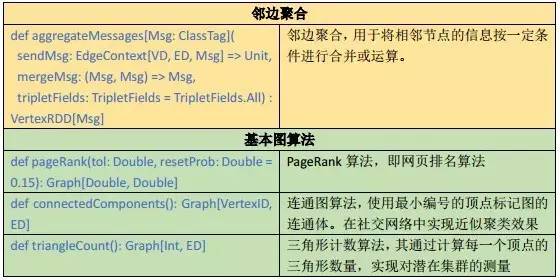 邻边聚合
def aggregateMessages[Msg: ClassTag](
sendMsg: EdgeContext[VD, ED, Msg] => Unit,
mergeMsg: (Msg, Msg) => Msg,
tripletFields: TripletFields = TripletFields.All) :
VertexRDD[Msg]
邻边聚合，用于将相邻节点的信息按一定条
件进行合并或运算。
基本图算法
def pageRank(tol: Double, resetProb: Double =
0.15): Graph[Double, Double]
PageRank 算法，即网页排名算法
def connectedComponents(): Graph[VertexID,
ED]
连通图算法，使用最小编号的顶点标记图的
连通体。在社交网络中实现近似聚类效果
def triangleCount(): Graph[Int, ED]
三角形计数算法，其通过计算每一个顶点的
三角形数量，实现对潜在集群的测量